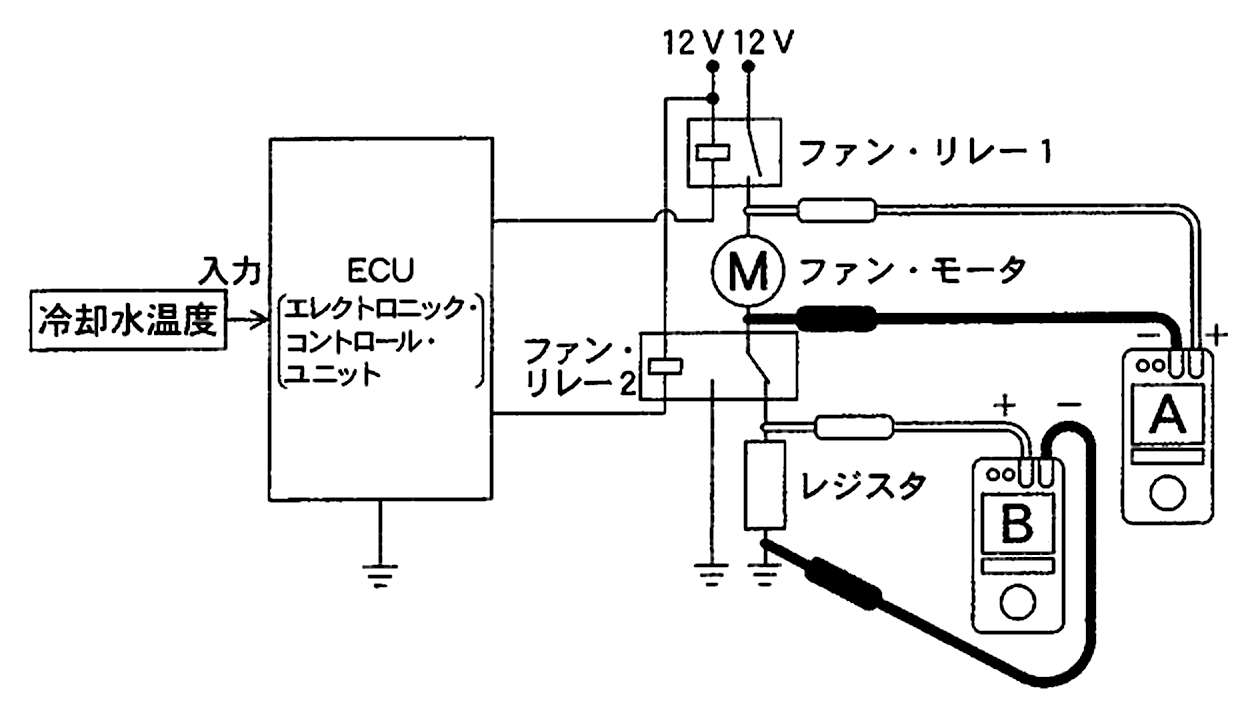 12V 12V
ファン・リレー1
入力
冷却水温度
ECU
(エレクトロニック・
コントロール・
ユニット)
M
ファン・モータ
− +
ファン・
リレー2
A
+ −
レジスタ
B